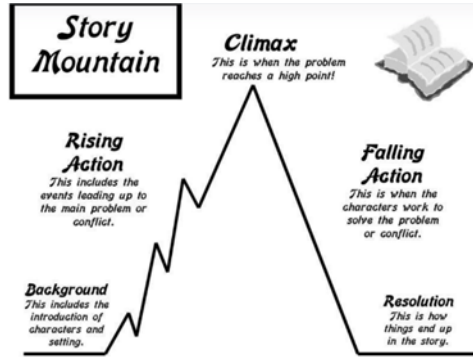 Story
Mountain
Climax
This is when the problem
reaches a high point!
Rising
Action
This includes the
events leading up to
the main problem or
conflict.
Falling
Action
This is when the
characters work to
solve the problem
or conflict.
Background
This includes the
introduction of
characters and
setting.
Resolution
This is how
things end up
in the story.